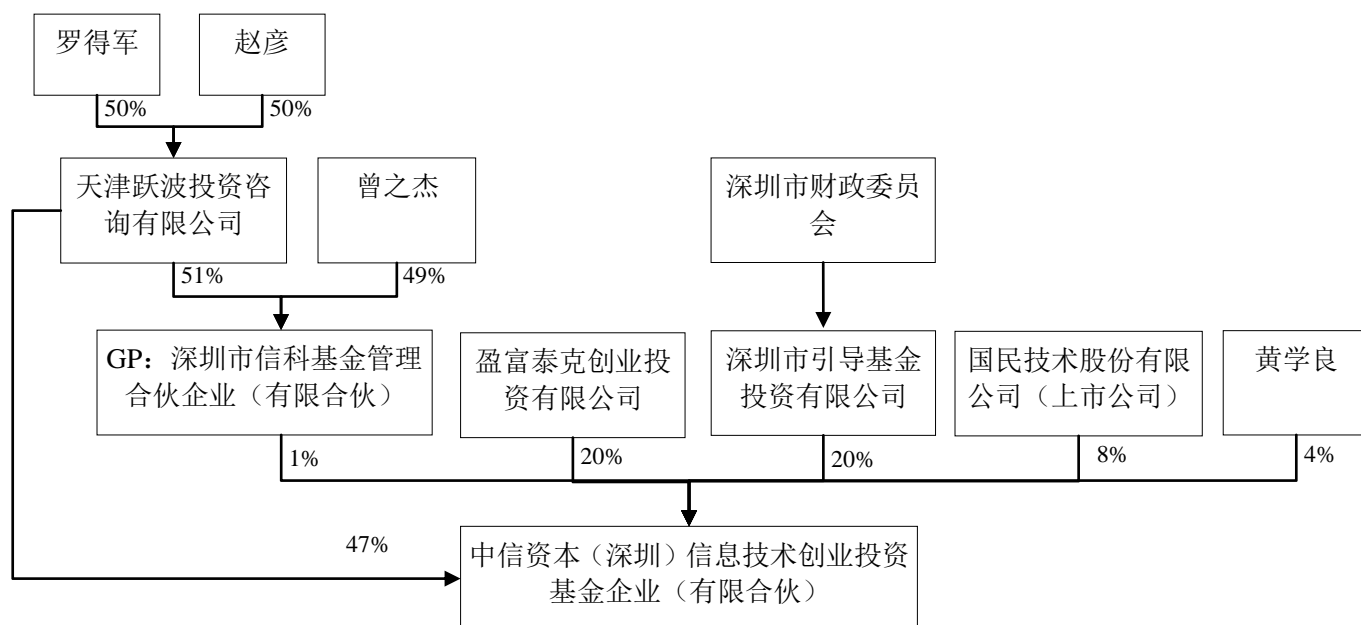 罗得军
赵彦
50%
50%
天津跃波投资咨
询有限公司
曾之杰
深圳市财政委员
会
51%
49%
GP：深圳市信科基金管理
合伙企业（有限合伙）
盈富泰克创业投
资有限公司
深圳市引导基金
投资有限公司
国民技术股份有限
公司（上市公司）
黄学良
1%
20%
20%
8%
4%
47%
中信资本（深圳）信息技术创业投资
基金企业（有限合伙）